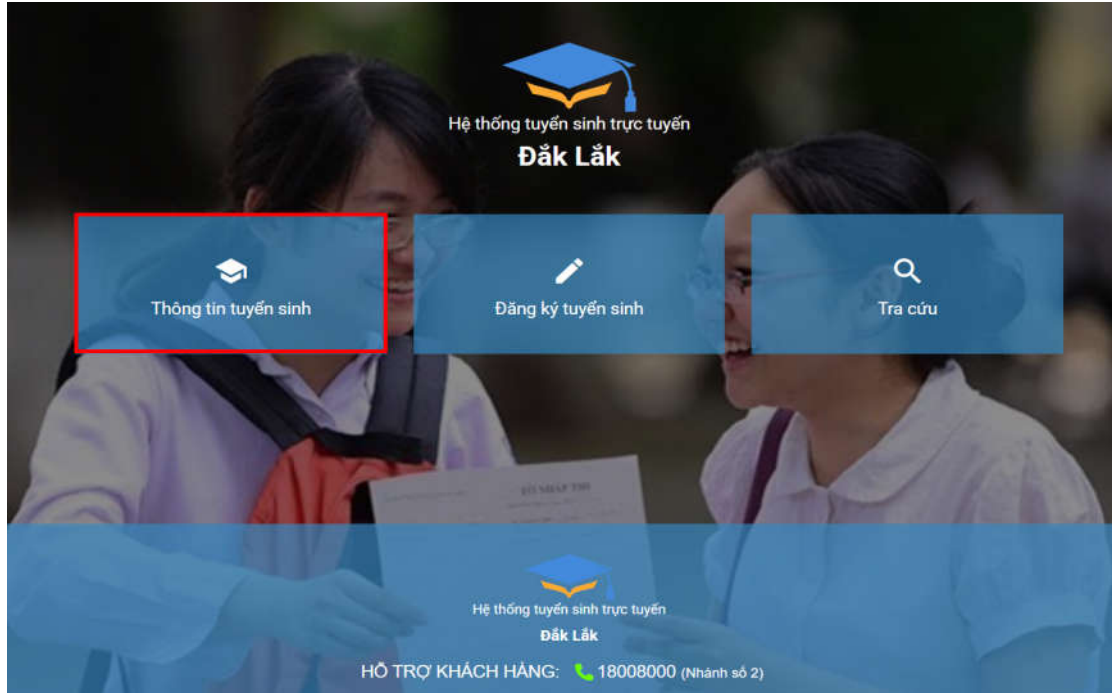 Hệ thống tuyển sinh trực tuyến
Đắk Lắk
Thông tin tuyển sinh
Đăng ký tuyển sinh
Tra cứu
Hệ thống tuyển sinh trực tuyến
Đắk Lắk
HỖ TRỢ KHÁCH HÀNG: 18008000 (Nhánh số 2)